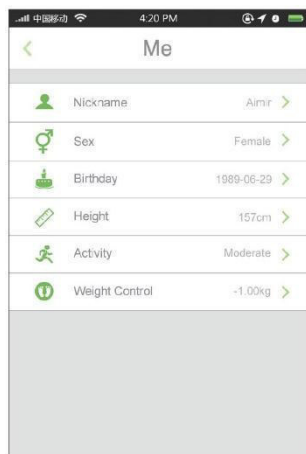 中国移动 4:20 PM
Me
Nickname Aimir
Sex Female
Birthday 1989-06-29
Height 157cm
Activity Moderate
Weight Control -1.00kg